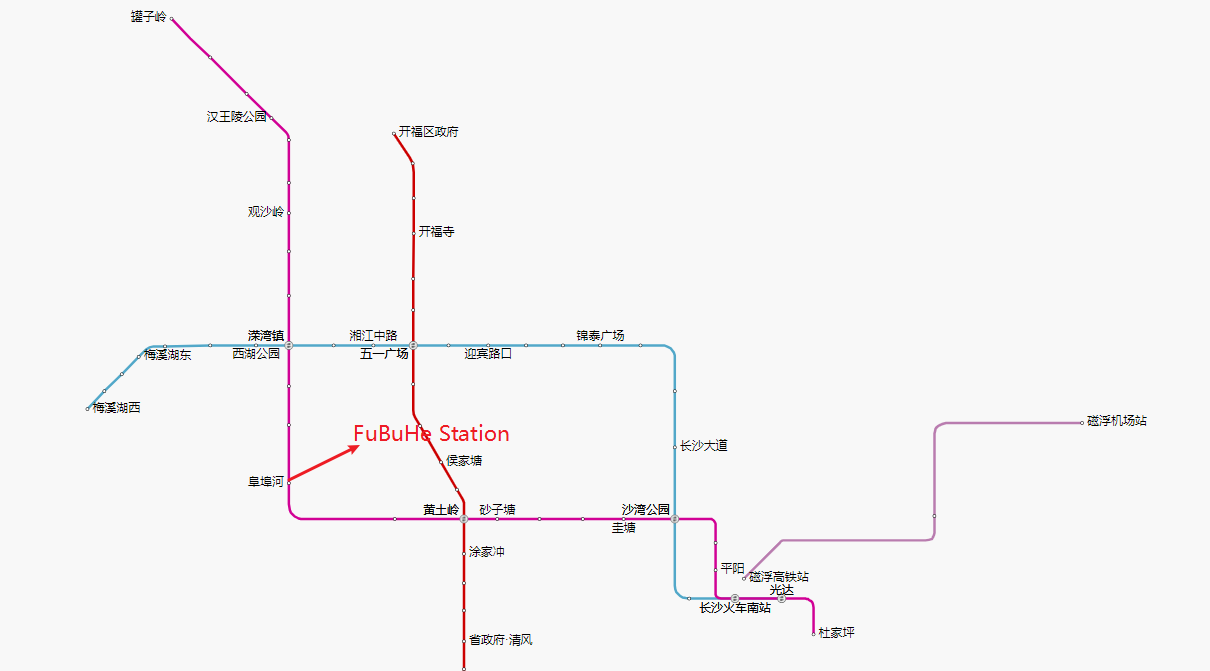 罐子岭
汉王陵公园
开福区政府
观沙岭
开福寺
溁湾镇
湘江中路
锦泰广场
西湖公园
五一广场
迎宾路口
梅溪湖东
梅溪湖西
磁浮机场站
FuBuHe Station
长沙大道
侯家塘
阜埠河
黄土岭
砂子塘
沙湾公园
圭塘
涂家冲
平阳
磁浮高铁站
光达
长沙火车南站
杜家坪
省政府·清风